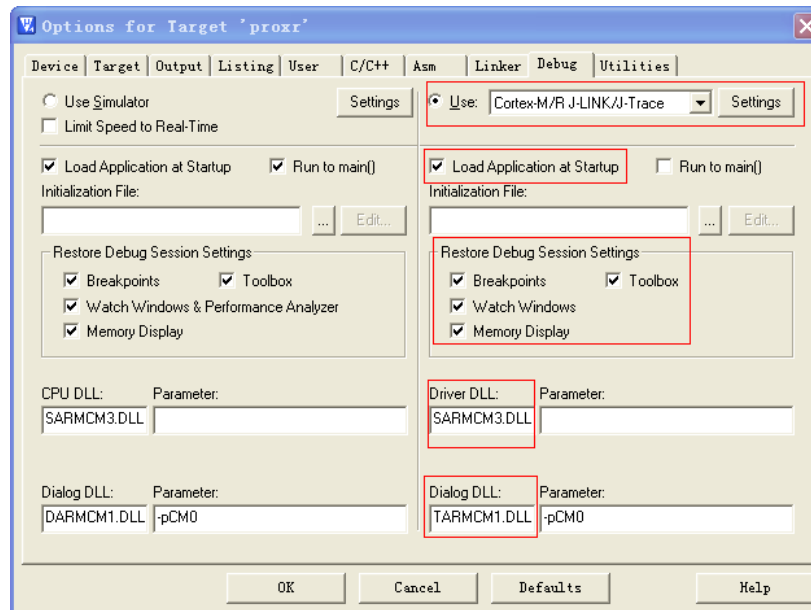 Options for Target 'proxr'
Device Target Output Listing User C/C++ Asm Linker Debug Utilities
Use Simulator Settings
Limit Speed to Real-Time
Use: Cortex-M/R J-LINK/J-Trace Settings
Load Application at Startup Run to main()
Initialization File:
... Edit...
Restore Debug Session Settings
Breakpoints Toolbox
Watch Windows & Performance Analyzer
Memory Display
Load Application at Startup Run to main()
Initialization File:
... Edit...
Restore Debug Session Settings
Breakpoints Toolbox
Watch Windows
Memory Display
CPU DLL: Parameter:
SARMCM3.DLL
Driver DLL: Parameter:
SARMCM3.DLL
Dialog DLL: Parameter:
DARMCM1.DLL -pCM0
Dialog DLL: Parameter:
TARMCM1.DLL -pCM0
OK Cancel Defaults Help